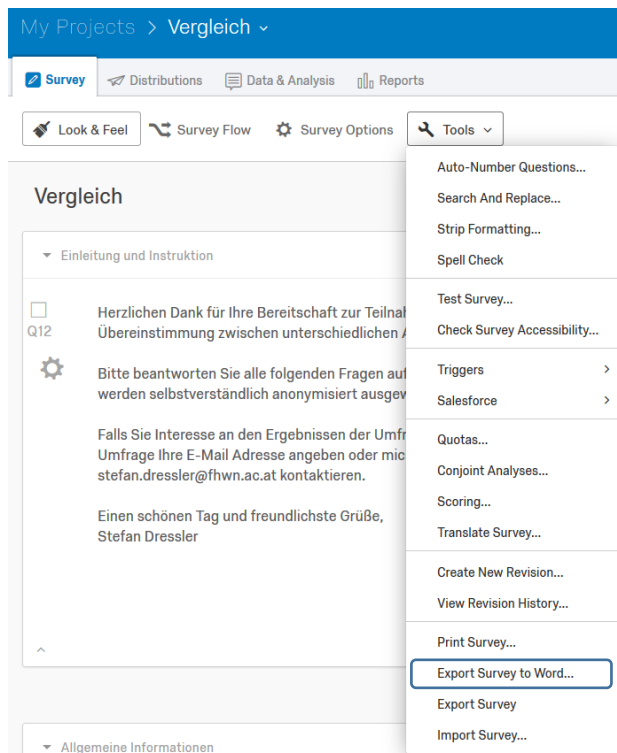 My Projects > Vergleich
Survey Distributions Data & Analysis Reports
Look & Feel Survey Flow Survey Options Tools
Vergleich
Einleitung und Instruktion
Q12
Herzlichen Dank für Ihre Bereitschaft zur
Übereinstimmung zwischen unterschiedlichen
Bitte beantworten Sie alle folgenden Fragen
werden selbstverständlich anonymisiert
Falls Sie Interesse an den Ergebnissen der
Umfrage Ihre E-Mail Adresse angeben oder
stefan.dressler@fhwn.ac.at kontaktieren.
Einen schönen Tag und freundlichste Grüße,
Stefan Dressler
Allgemeine Informationen
Auto-Number Questions...
Search And Replace...
Strip Formatting...
Spell Check
Test Survey...
Check Survey Accessibility...
Triggers
Salesforce
Quotas...
Conjoint Analyses...
Scoring...
Translate Survey...
Create New Revision...
View Revision History...
Print Survey...
Export Survey to Word...
Export Survey
Import Survey...